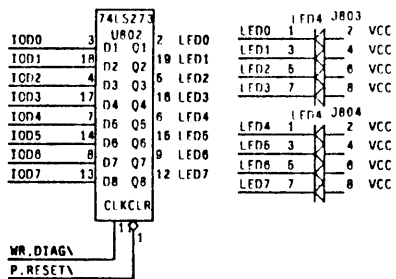 74LS273
U802
IOD0 3 D1 Q1 2 LED0
IOD1 18 D2 Q2 19 LED1
IOD2 4 D3 Q3 5 LED2
IOD3 17 D4 Q4 16 LED3
IOD4 7 D5 Q5 6 LED4
IOD5 14 D6 Q6 15 LED5
IOD6 8 D7 Q7 9 LED6
IOD7 13 D8 Q8 12 LED7
CLKCLR
11 1
WR.DIAG\
P.RESET\
LED4 J803
LED0 1 2 VCC
LED1 3 4 VCC
LED2 5 6 VCC
LED3 7 8 VCC
LED4 J804
LED4 1 2 VCC
LED5 3 4 VCC
LED6 5 6 VCC
LED7 7 8 VCC